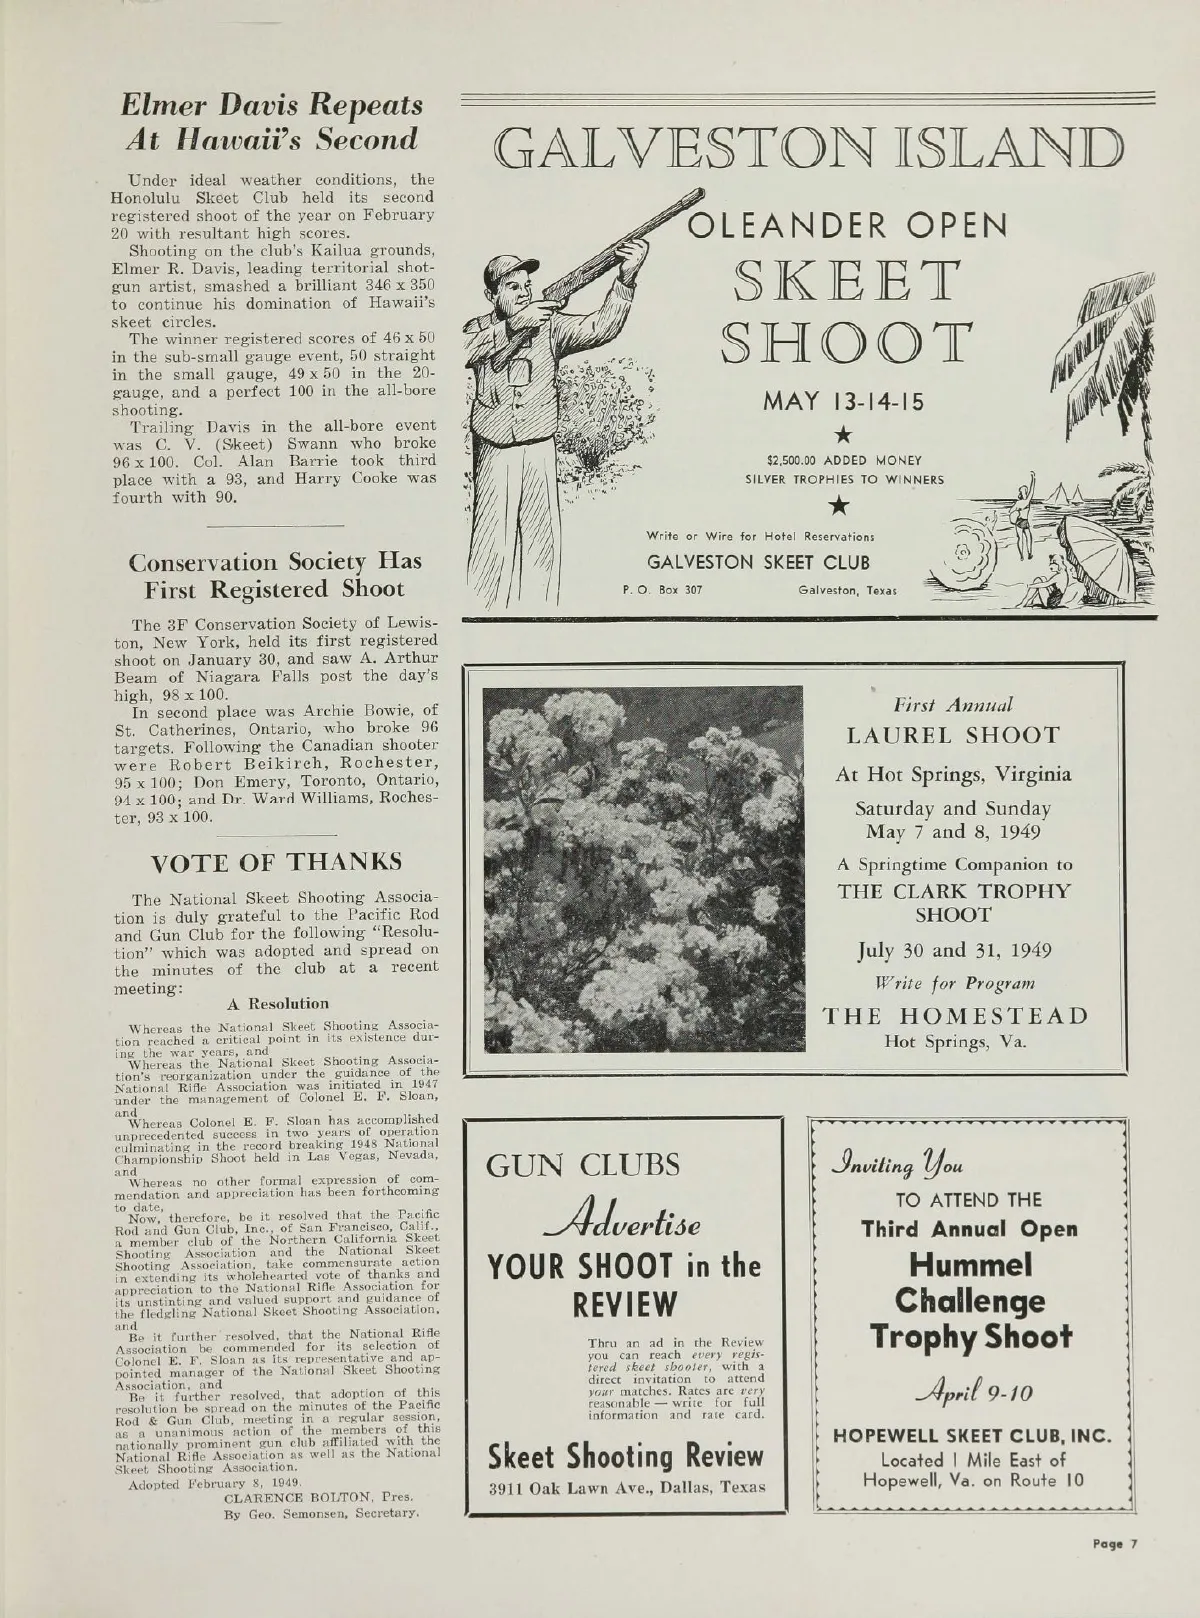 Elmer Davis Repeats
At Hawaii's Second
Under ideal weather conditions, the
Honolulu Skeet Club held its second
registered shoot of the year on February
20 with resultant high scores.
Shooting on the club's Kailua grounds,
Elmer R. Davis, leading territorial shot-
gun artist, smashed a brilliant 346 x 350
to continue his domination of Hawaii's
skeet circles.
The winner registered scores of 46 x 50
in the sub-small gauge event, 50 straight
in the small gauge, 49 x 50 in the 20-
gauge, and a perfect 100 in the all-bore
shooting.
Trailing Davis in the all-bore event
was C. V. (Skeet) Swann who broke
96 x 100. Col. Alan Barrie took third
place with a 93, and Harry Cooke was
fourth with 90.
Conservation Society Has
First Registered Shoot
The 3F Conservation Society of Lewis-
ton, New York, held its first registered
shoot on January 30, and saw A. Arthur
Beam of Niagara Falls post the day's
high, 98 x 100.
In second place was Archie Bowie, of
St. Catherines, Ontario, who broke 96
targets. Following the Canadian shooter
were Robert Beikirch, Rochester,
95 x 100; Don Emery, Toronto, Ontario,
94 x 100; and Dr. Ward Williams, Roches-
ter, 93 x 100.
VOTE OF THANKS
The National Skeet Shooting Associa-
tion is duly grateful to the Pacific Rod
and Gun Club for the following "Resolu-
tion" which was adopted and spread on
the minutes of the club at a recent
meeting:
A Resolution
Whereas the National Skeet Shooting Associa-
tion reached a critical point in its existence dur-
ing the war years, and
Whereas the National Skeet Shooting Associa-
tion's reorganization under the guidance of the
National Rifle Association was initiated in 1947
under the management of Colonel E. F. Sloan,
and
Whereas Colonel E. F. Sloan has accomplished
unprecedented success in two years of operation
culminating in the record breaking 1948 National
Championship Shoot held in Las Vegas, Nevada,
and
Whereas no other formal expression of com-
mendation and appreciation has been forthcoming
to date,
Now, therefore, be it resolved that the Pacific
Rod and Gun Club, Inc., of San Francisco, Calif.,
a member club of the Northern California Skeet
Shooting Association and the National Skeet
Shooting Association, take commensurate action
in extending its wholehearted vote of thanks and
appreciation to the National Rifle Association for
its unstinting and valued support and guidance of
the fledgling National Skeet Shooting Association,
and
Be it further resolved, that the National Rifle
Association be commended for its selection of
Colonel E. F. Sloan as its representative and ap-
pointed manager of the National Skeet Shooting
Association, and
Be it further resolved, that adoption of this
resolution be spread on the minutes of the Pacific
Rod & Gun Club, meeting in a regular session,
as a unanimous action of the members of this
nationally prominent gun club affiliated with the
National Rifle Association as well as the National
Skeet Shooting Association.
Adopted February 8, 1949.
CLARENCE BOLTON, Pres.
By Geo. Semonsen, Secretary.
GALVESTON ISLAND
OLEANDER OPEN
SKEET
SHOOT
MAY 13-14-15
$2,500.00 ADDED MONEY
SILVER TROPHIES TO WINNERS
Write or Wire for Hotel Reservations
GALVESTON SKEET CLUB
P. O. Box 307 Galveston, Texas
First Annual
LAUREL SHOOT
At Hot Springs, Virginia
Saturday and Sunday
May 7 and 8, 1949
A Springtime Companion to
THE CLARK TROPHY
SHOOT
July 30 and 31, 1949
Write for Program
THE HOMESTEAD
Hot Springs, Va.
GUN CLUBS
Advertise
YOUR SHOOT in the
REVIEW
Thru an ad in the Review
you can reach every regis-
tered skeet shooter, with a
direct invitation to attend
your matches. Rates are very
reasonable — write for full
information and rate card.
Skeet Shooting Review
3911 Oak Lawn Ave., Dallas, Texas
Inviting You
TO ATTEND THE
Third Annual Open
Hummel
Challenge
Trophy Shoot
April 9-10
HOPEWELL SKEET CLUB, INC.
Located 1 Mile East of
Hopewell, Va. on Route 10
Page 7